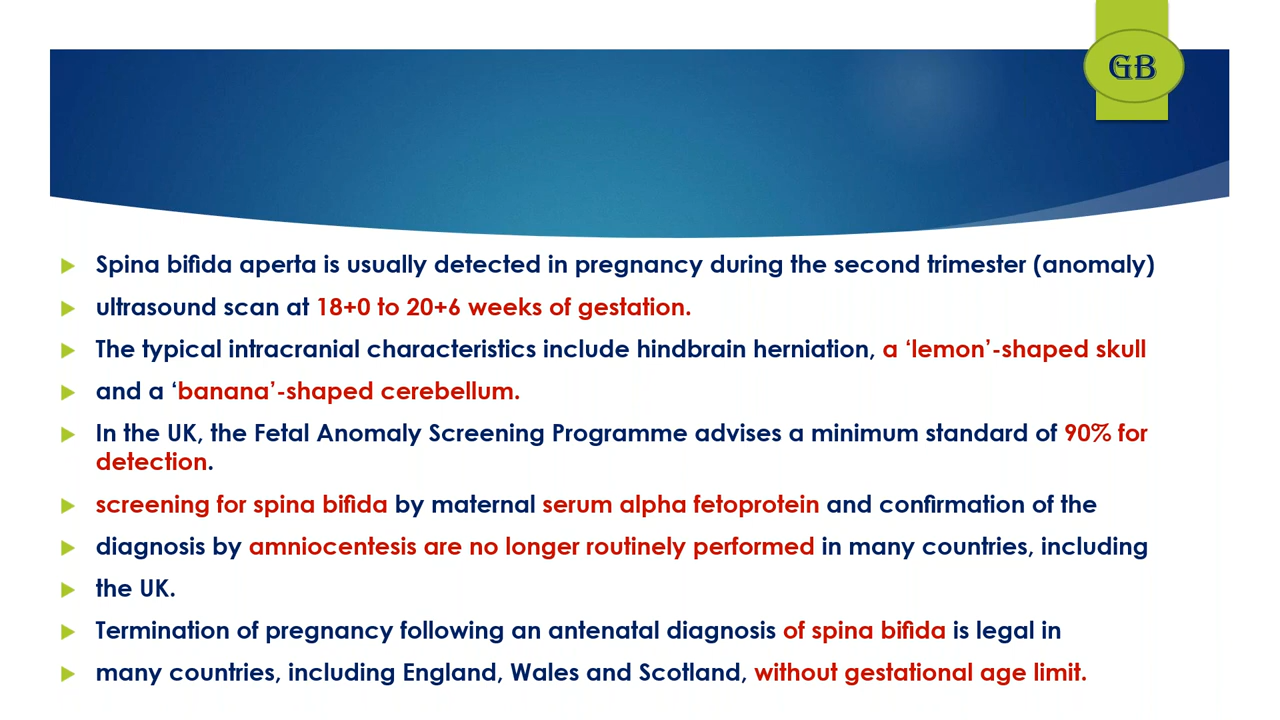 GB
Spina bifida aperta is usually detected in pregnancy during the second trimester (anomaly)
ultrasound scan at 18+0 to 20+6 weeks of gestation.
The typical intracranial characteristics include hindbrain herniation, a ‘lemon’-shaped skull
and a ‘banana’-shaped cerebellum.
In the UK, the Fetal Anomaly Screening Programme advises a minimum standard of 90% for
detection.
screening for spina bifida by maternal serum alpha fetoprotein and confirmation of the
diagnosis by amniocentesis are no longer routinely performed in many countries, including
the UK.
Termination of pregnancy following an antenatal diagnosis of spina bifida is legal in
many countries, including England, Wales and Scotland, without gestational age limit.